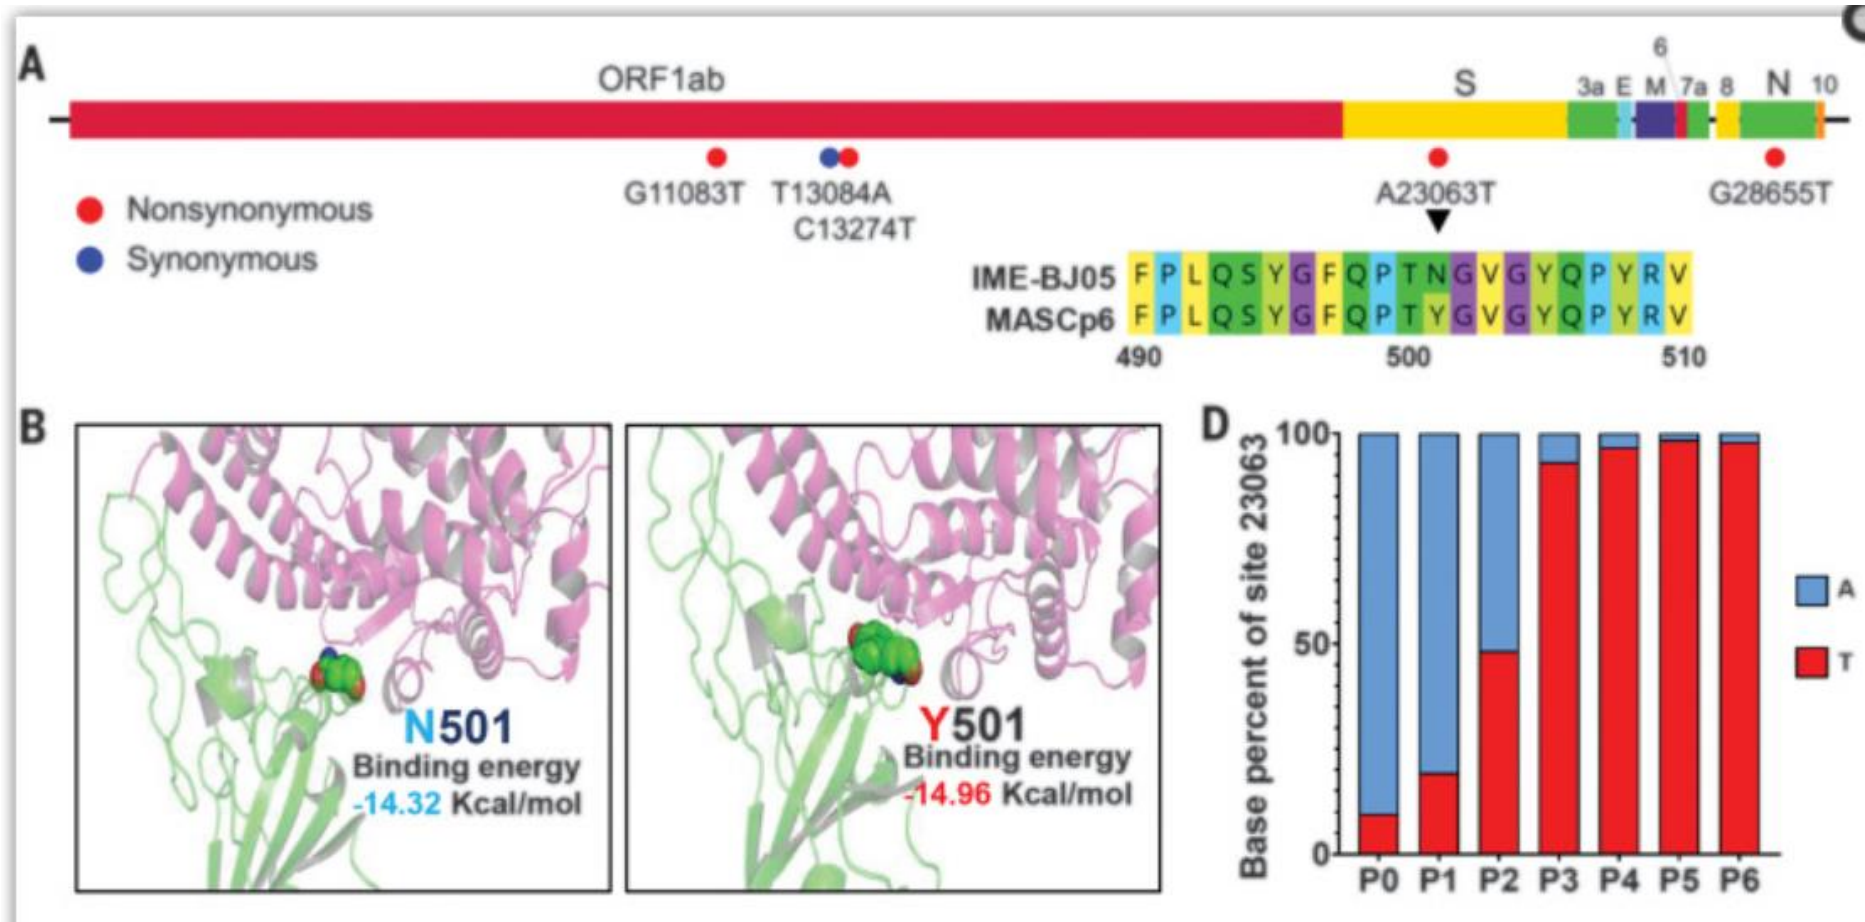 A
ORF1ab
S
3a E M 6 7a 8 N 10
G11083T T13084A A23063T G28655T
C13274T
Nonsynonymous
Synonymous
IME-BJ05 F P L Q S Y G F Q P T N G V G Y Q P Y R V
MASCp6 F P L Q S Y G F Q P T Y G V G Y Q P Y R V
490 500 510
B
N501
Binding energy
-14.32 Kcal/mol
Y501
Binding energy
-14.96 Kcal/mol
D
Base percent of site 23063
100
50
0
P0 P1 P2 P3 P4 P5 P6
A
T